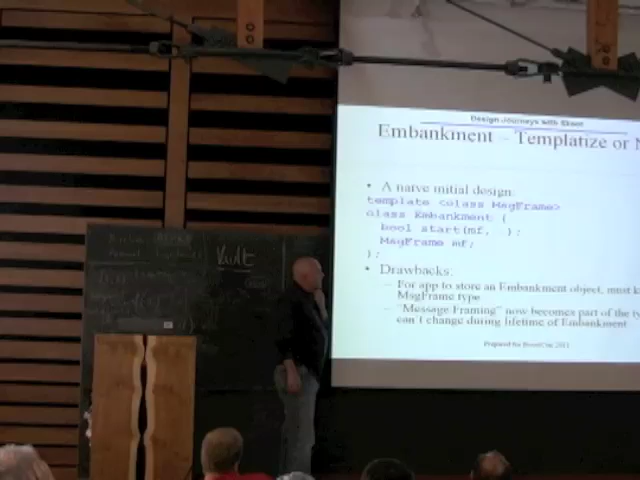 Design Journeys with Skoot
Embankment – Templatize or N
• A naive initial design:
template <class MsgFrame>
class Embankment {
bool start(mf, );
MsgFrame mf;
};
• Drawbacks:
– For app to store an Embankment object, must k
MsgFrame type
– "Message Framing" now becomes part of the ty
can't change during lifetime of Embankment
Prepared for BoostCon 2011
Vault